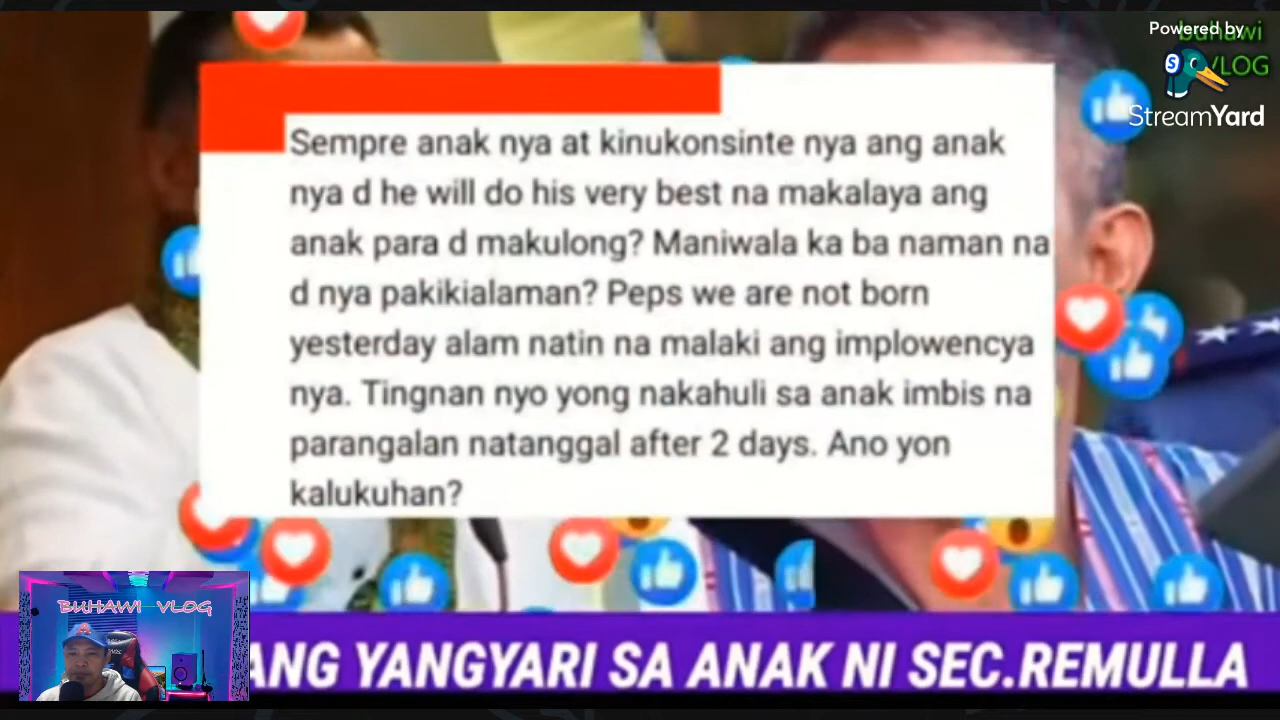 Powered by
buhawi
VLOG
StreamYard
Sempre anak nya at kinukonsinte nya ang anak
nya d he will do his very best na makalaya ang
anak para d makulong? Maniwala ka ba naman na
d nya pakikialaman? Peps we are not born
yesterday alam natin na malaki ang implowencya
nya. Tingnan nyo yong nakahuli sa anak imbis na
parangalan natanggal after 2 days. Ano yon
kalukuhan?
BUHAWI VLOG
ANG YANGYARI SA ANAK NI SEC.REMULLA